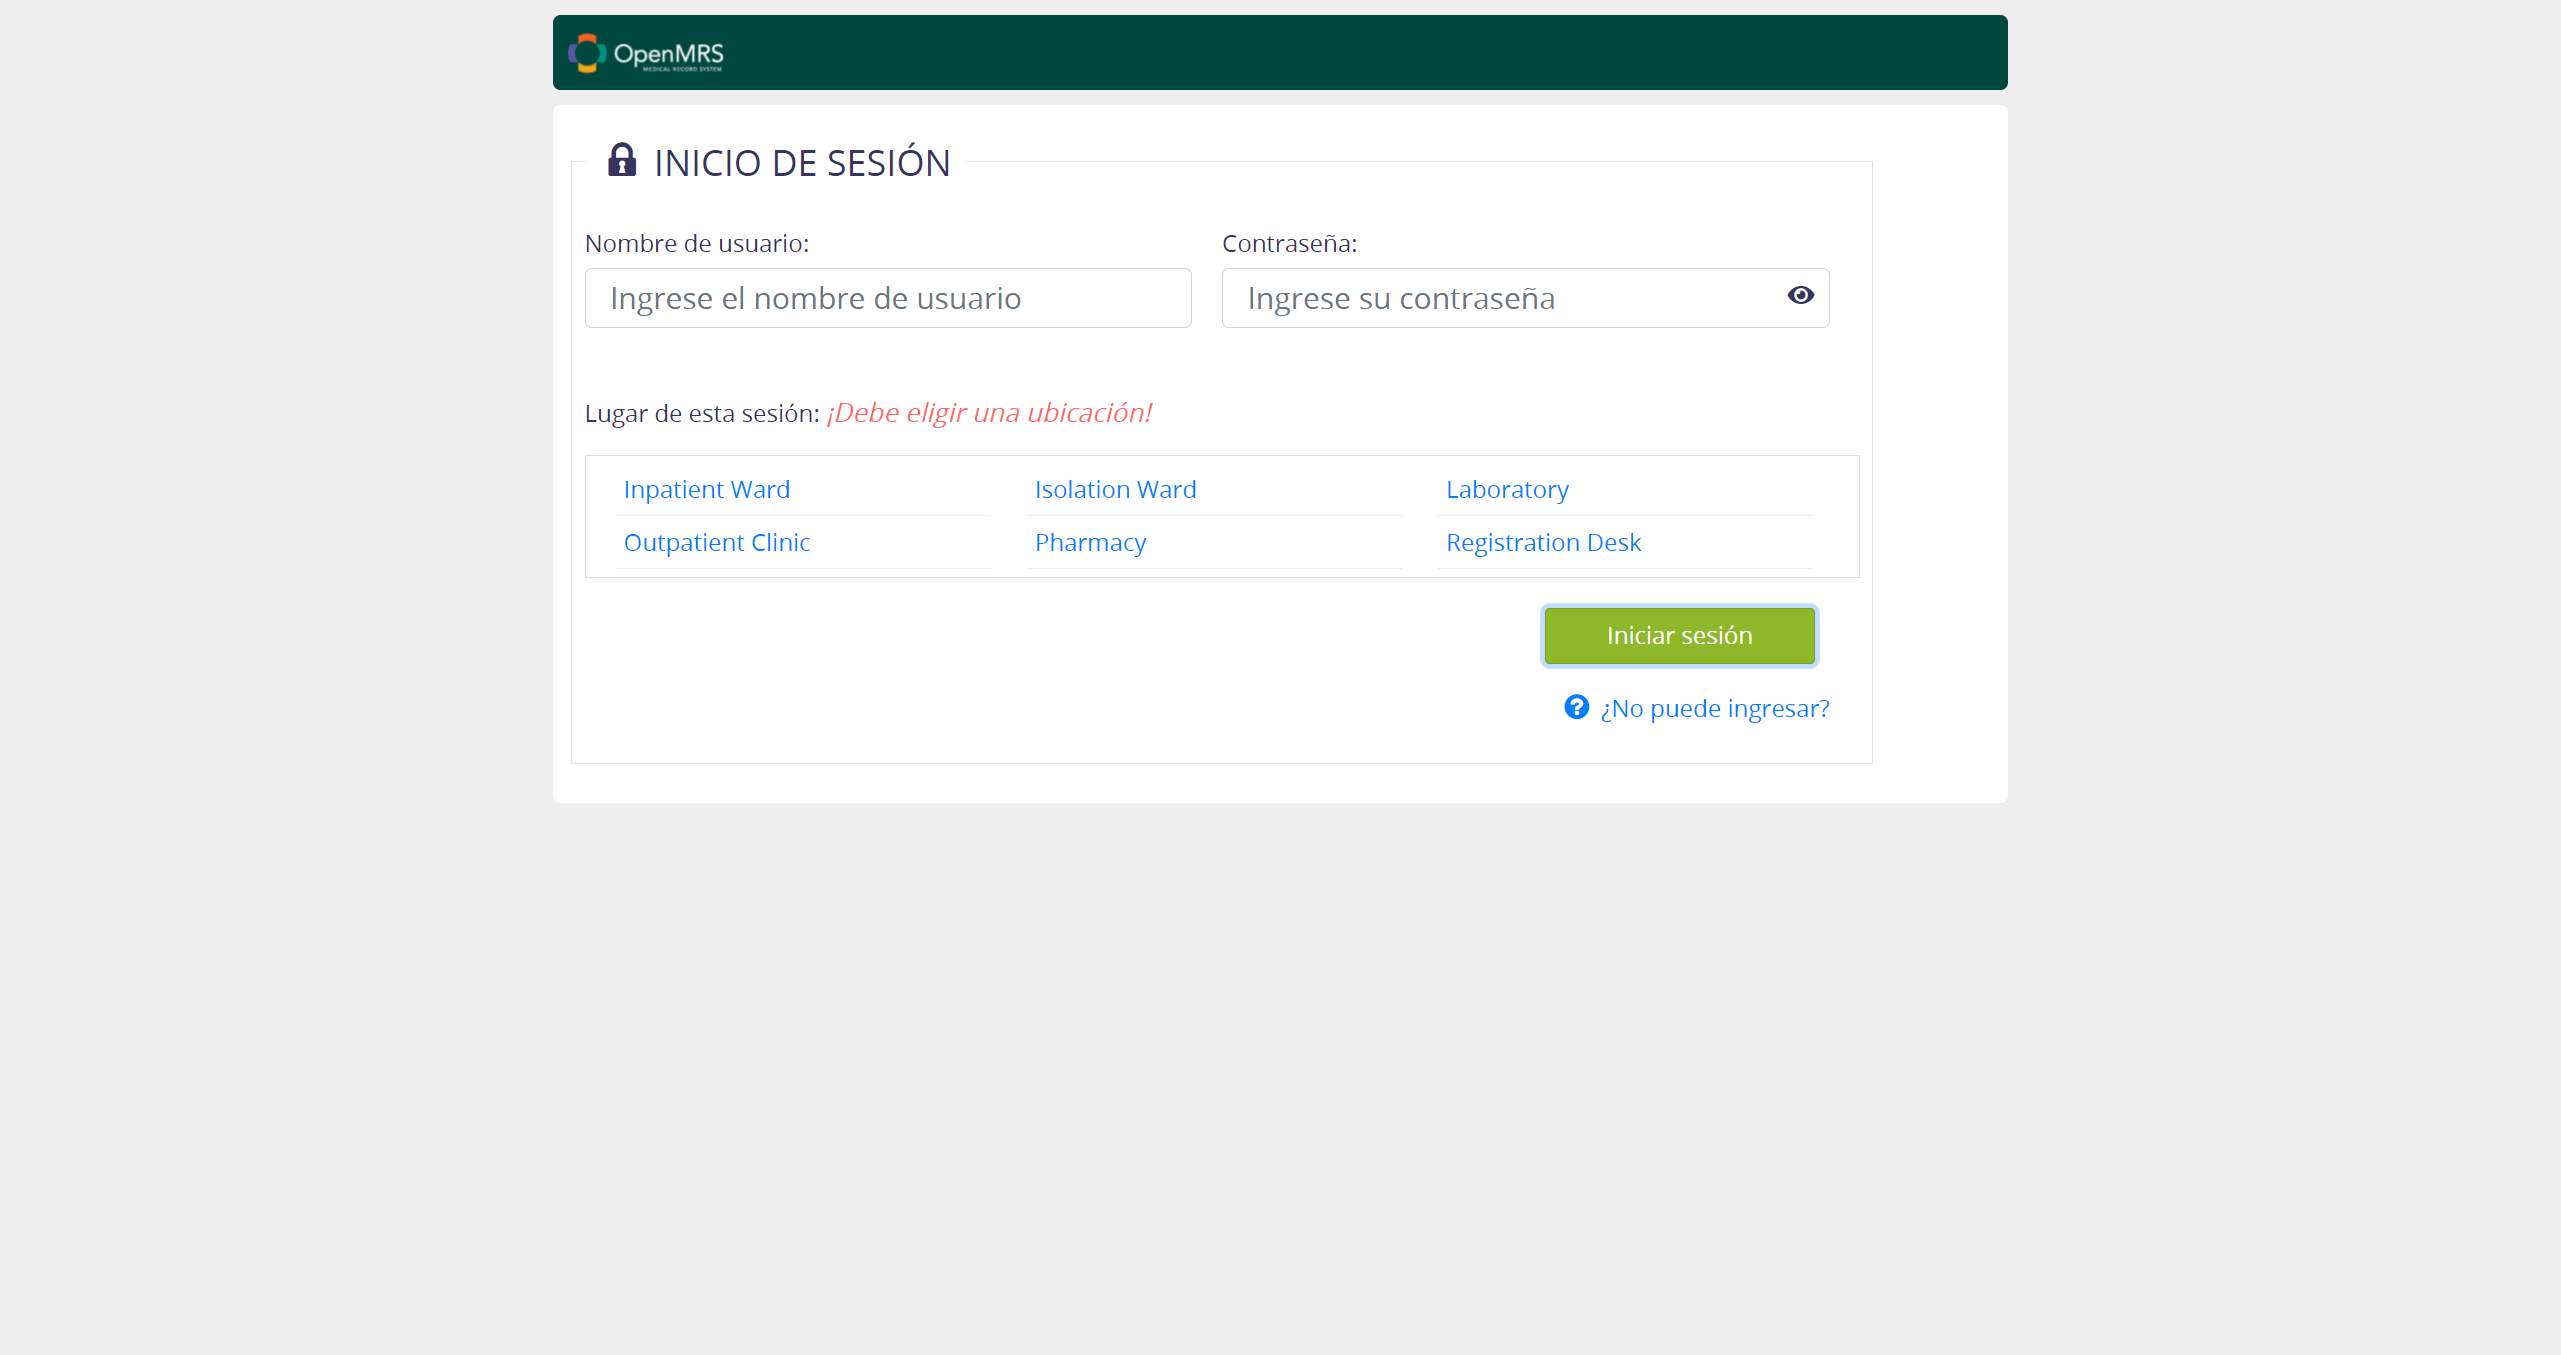 OpenMRS
MEDICAL RECORD SYSTEM
INICIO DE SESIÓN
Nombre de usuario:
Contraseña:
Ingrese el nombre de usuario
Ingrese su contraseña
Lugar de esta sesión: ¡Debe eligir una ubicación!
Inpatient Ward
Isolation Ward
Laboratory
Outpatient Clinic
Pharmacy
Registration Desk
Iniciar sesión
¿No puede ingresar?